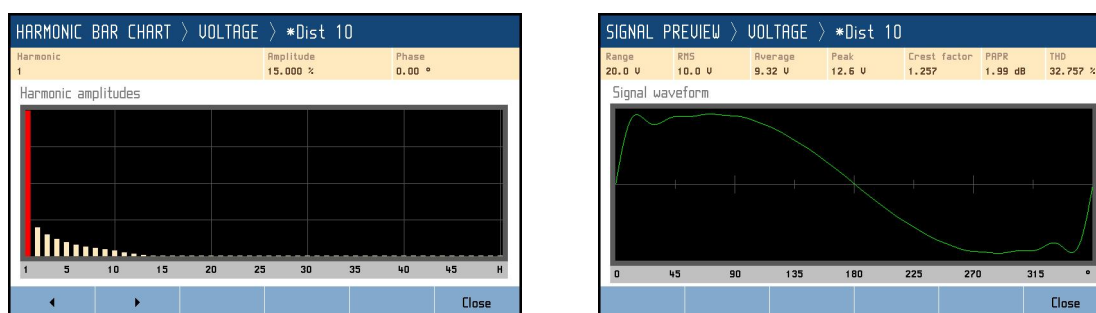 HARMONIC BAR CHART > VOLTAGE > *Dist 10
Harmonic Amplitude Phase
1 15.000 % 0.00 °
Harmonic amplitudes
1 5 10 15 20 25 30 35 40 45 H
Close
SIGNAL PREVIEW > VOLTAGE > *Dist 10
Range RMS Average Peak Crest factor PAPR THD
20.0 V 10.0 V 9.32 V 12.6 V 1.257 1.99 dB 32.757 %
Signal waveform
0 45 90 135 180 225 270 315 °
Close